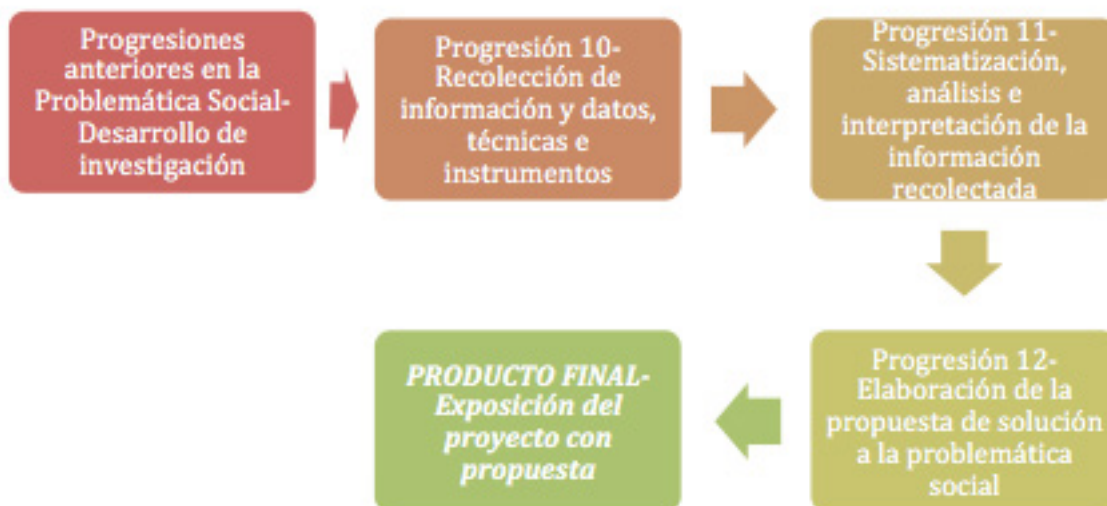 Progresiones
anteriores en la
Problemática Social-
Desarrollo de
investigación
Progresión 10-
Recolección de
información y datos,
técnicas e
instrumentos
Progresión 11-
Sistematización,
análisis e
interpretación de la
información
recolectada
Progresión 12-
Elaboración de la
propuesta de solución
a la problemática
social
PRODUCTO FINAL-
Exposición del
proyecto con
propuesta